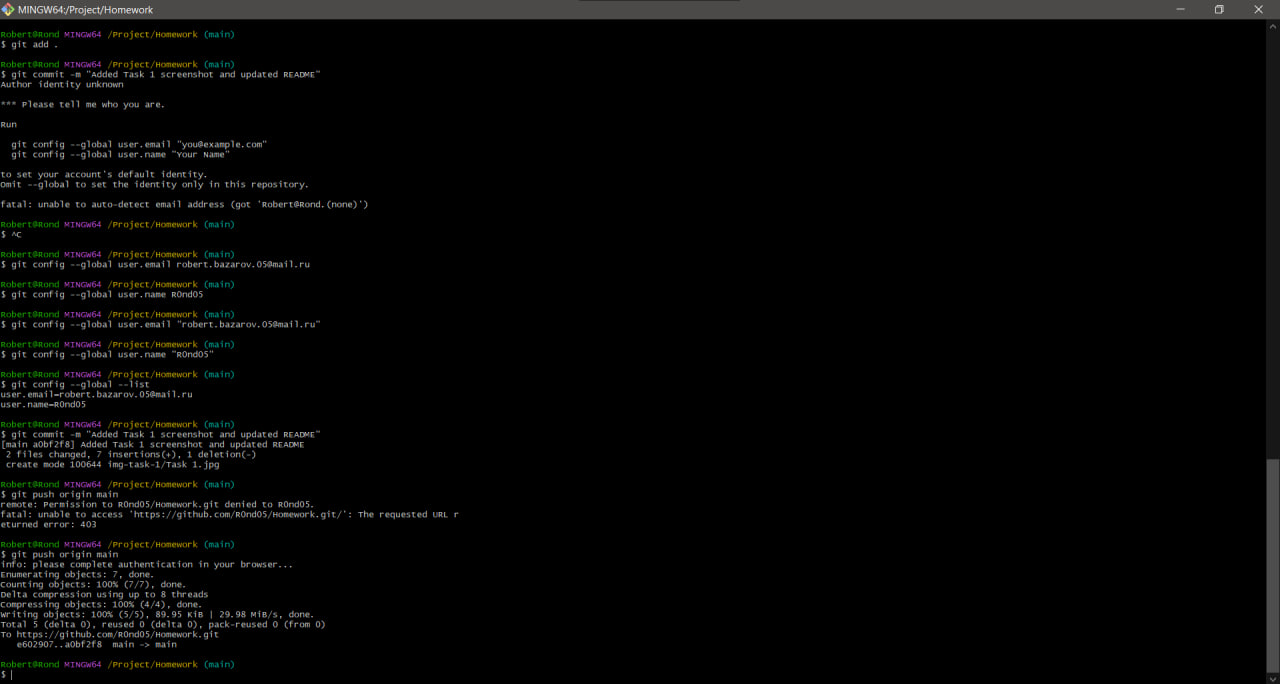 MINGW64:/Project/Homework
Robert@Rond MINGW64 /Project/Homework (main)
$ git add .
Robert@Rond MINGW64 /Project/Homework (main)
$ git commit -m "Added Task 1 screenshot and updated README"
Author identity unknown
*** Please tell me who you are.
Run
git config --global user.email "you@example.com"
git config --global user.name "Your Name"
to set your account's default identity.
Omit --global to set the identity only in this repository.
fatal: unable to auto-detect email address (got 'Robert@Rond.(none)')
Robert@Rond MINGW64 /Project/Homework (main)
$ ^C
Robert@Rond MINGW64 /Project/Homework (main)
$ git config --global user.email robert.bazarov.05@mail.ru
Robert@Rond MINGW64 /Project/Homework (main)
$ git config --global user.name R0nd05
Robert@Rond MINGW64 /Project/Homework (main)
$ git config --global user.email "robert.bazarov.05@mail.ru"
Robert@Rond MINGW64 /Project/Homework (main)
$ git config --global user.name "R0nd05"
Robert@Rond MINGW64 /Project/Homework (main)
$ git config --global --list
user.email=robert.bazarov.05@mail.ru
user.name=R0nd05
Robert@Rond MINGW64 /Project/Homework (main)
$ git commit -m "Added Task 1 screenshot and updated README"
[main a0bf2f8] Added Task 1 screenshot and updated README
2 files changed, 7 insertions(+), 1 deletion(-)
create mode 100644 img-task-1/Task 1.jpg
Robert@Rond MINGW64 /Project/Homework (main)
$ git push origin main
remote: Permission to R0nd05/Homework.git denied to R0nd05.
fatal: unable to access 'https://github.com/R0nd05/Homework.git/': The requested URL r
eturned error: 403
Robert@Rond MINGW64 /Project/Homework (main)
$ git push origin main
info: please complete authentication in your browser...
Enumerating objects: 7, done.
Counting objects: 100% (7/7), done.
Delta compression using up to 8 threads
Compressing objects: 100% (4/4), done.
Writing objects: 100% (5/5), 89.95 KiB | 29.98 MiB/s, done.
Total 5 (delta 0), reused 0 (delta 0), pack-reused 0 (from 0)
To https://github.com/R0nd05/Homework.git
e602907..a0bf2f8  main -> main
Robert@Rond MINGW64 /Project/Homework (main)
$